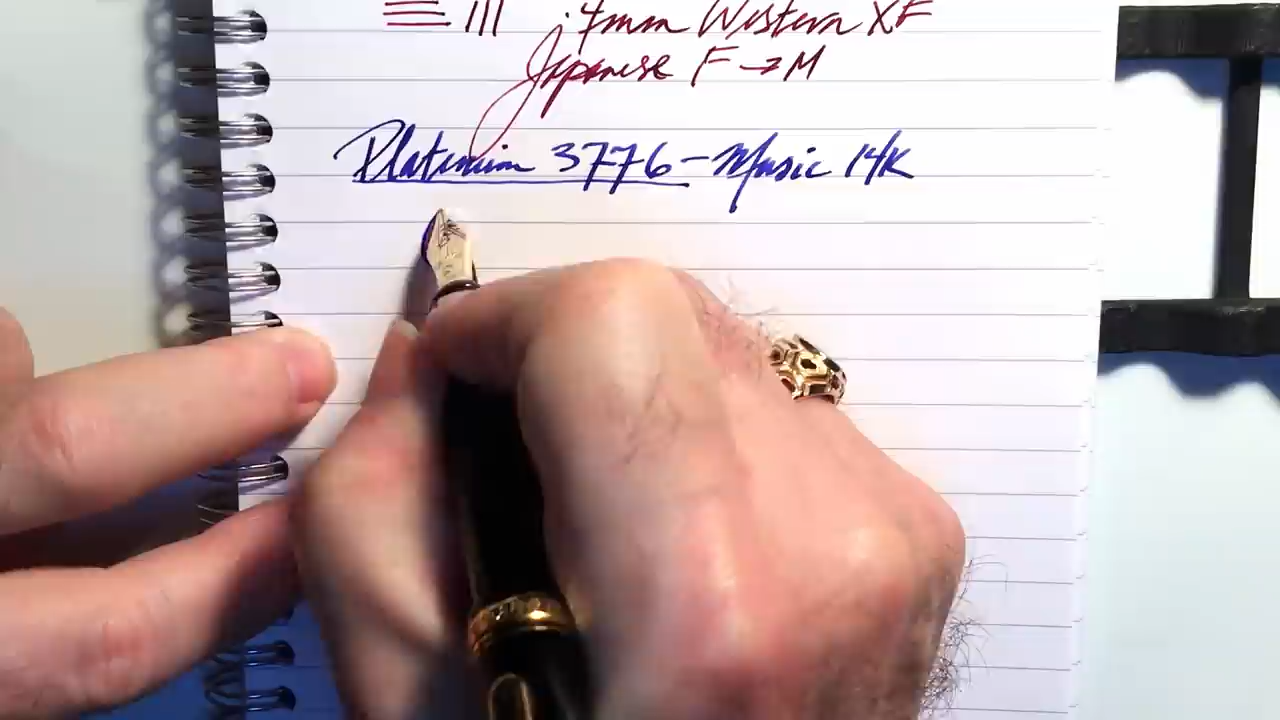 .4mm Western XF
Japanese F → M
Platinum 3776 - Music 14K